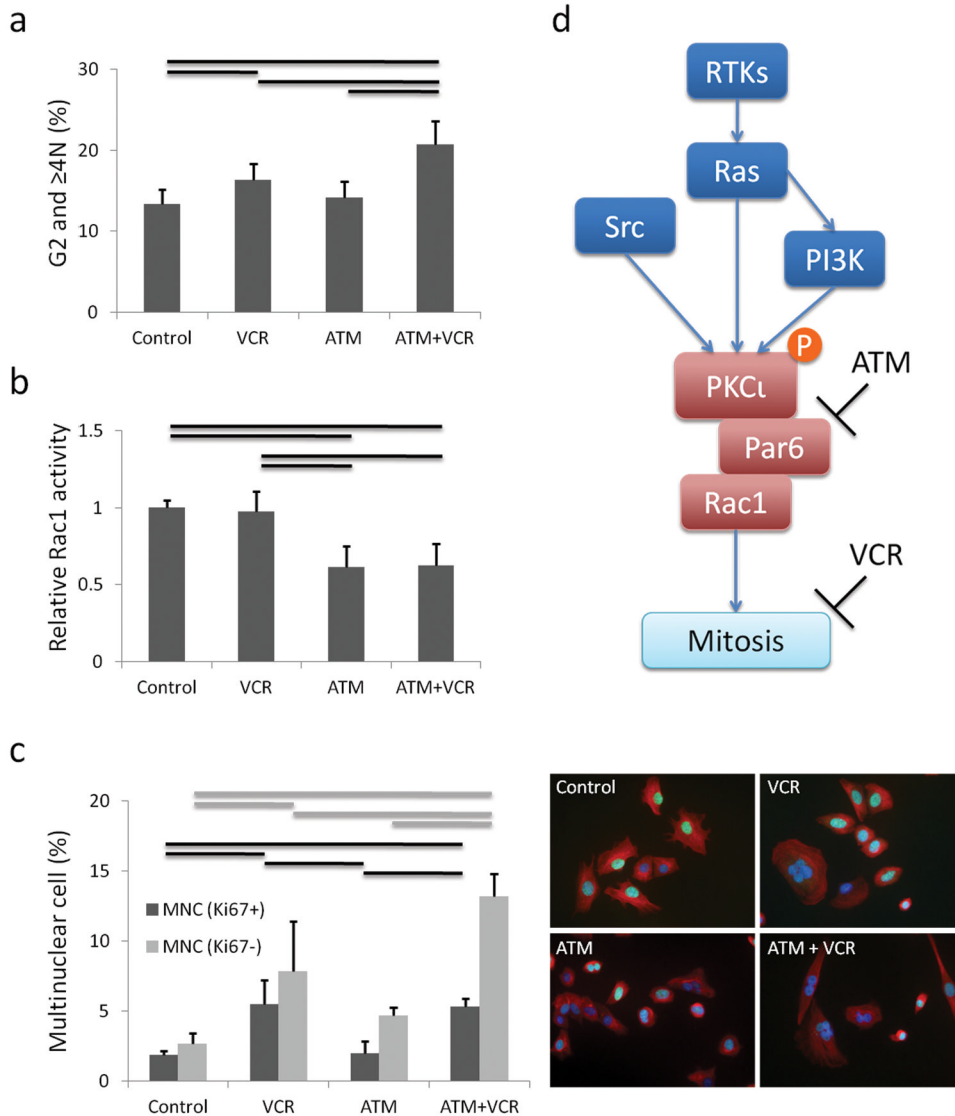 a
G2 and ≥4N (%)
30
20
10
0
Control VCR ATM ATM+VCR
b
Relative Rac1 activity
1.5
1
0.5
0
Control VCR ATM ATM+VCR
c
Multinuclear cell (%)
20
15
10
5
0
MNC (Ki67+)
MNC (Ki67-)
Control VCR ATM ATM+VCR
d
RTKs
Ras
Src
PI3K
P
PKCι
ATM
Par6
Rac1
VCR
Mitosis
Control
VCR
ATM
ATM + VCR